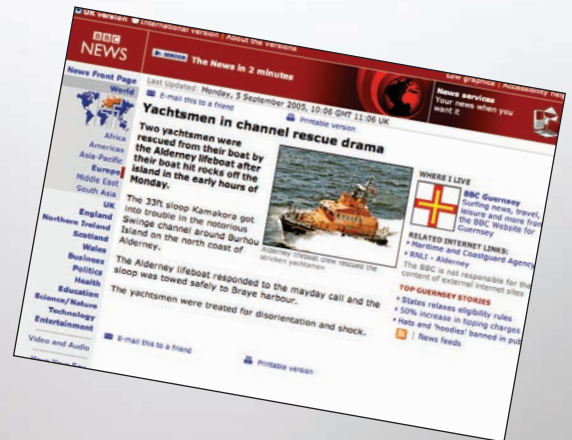 UK version International version | About the versions
BBC
NEWS
WATCH The News in 2 minutes
Low graphics | Accessibility help
News services
Your news when you
want it
News Front Page
World
Africa
Americas
Asia-Pacific
Europe
Middle East
South Asia
UK
England
Northern Ireland
Scotland
Wales
Business
Politics
Health
Education
Science/Nature
Technology
Entertainment
Video and Audio
Have Your Say
Last Updated: Monday, 5 September 2005, 10:06 GMT 11:06 UK
E-mail this to a friend
Printable version
Yachtsmen in channel rescue drama
Two yachtsmen were
rescued from their boat by
the Alderney lifeboat after
their boat hit rocks off the
island in the early hours of
Monday.
The 33ft sloop Kamakora got
into trouble in the notorious
Swinge channel around Burhou
Island on the north coast of
Alderney.
Alderney lifeboat crew rescued the
stricken yachtsmen
The Alderney lifeboat responded to the mayday call and the
sloop was towed safely to Braye harbour.
The yachtsmen were treated for disorientation and shock.
E-mail this to a friend
Printable version
WHERE I LIVE
BBC Guernsey
Surfing news, travel,
leisure and more from
the BBC Website for
Guernsey
RELATED INTERNET LINKS:
Maritime and Coastguard Agency
RNLI - Alderney
The BBC is not responsible for the
content of external internet sites
TOP GUERNSEY STORIES
States relaxes eligibility rules
50% increase in tipping charges
Hats and 'hoodies' banned in pub
News feeds